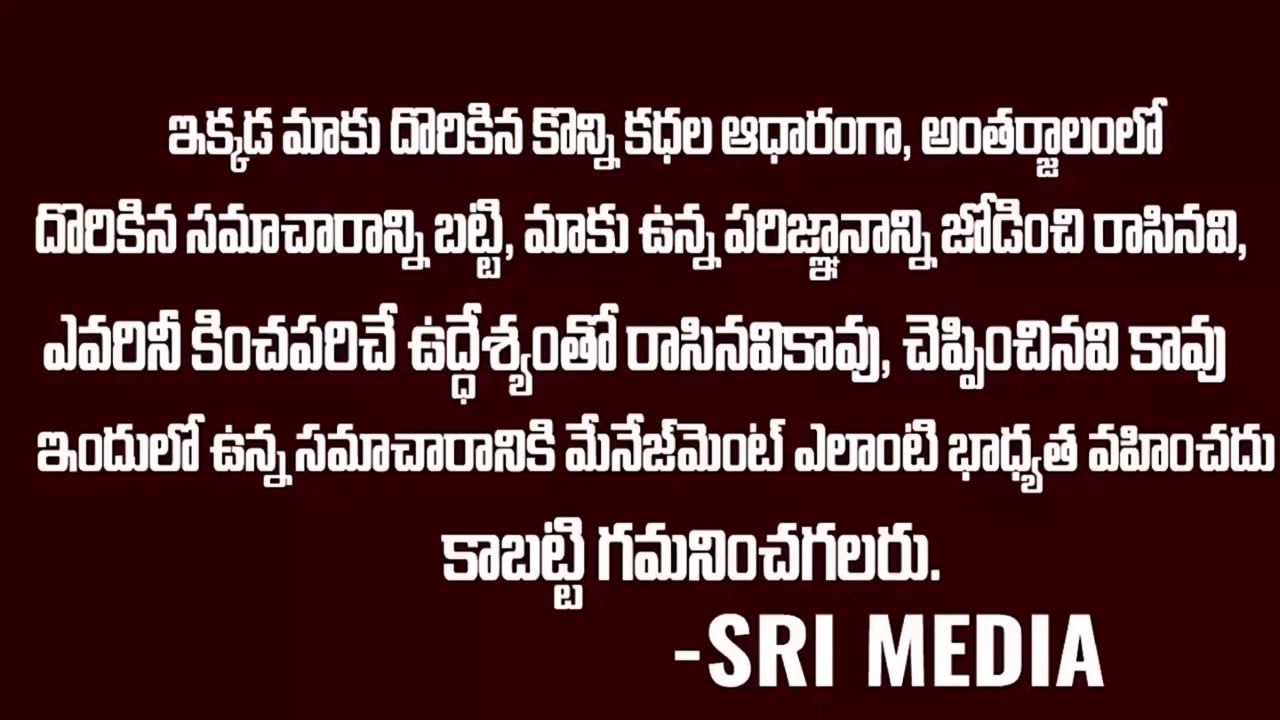 ఇక్కడ మాకు దొరికిన కొన్ని కధల ఆధారంగా, అంతర్జాలంలో
దొరికిన సమాచారాన్ని బట్టి, మాకు ఉన్న పరిజ్ఞానాన్ని జోడించి రాసినవి,
ఎవరినీ కించపరిచే ఉద్ధేశ్యంతో రాసినవికావు, చెప్పించినవి కావు
ఇందులో ఉన్న సమాచారానికి మేనేజ్‌మెంట్ ఎలాంటి భాధ్యత వహించదు
కాబట్టి గమనించగలరు.
-SRI MEDIA